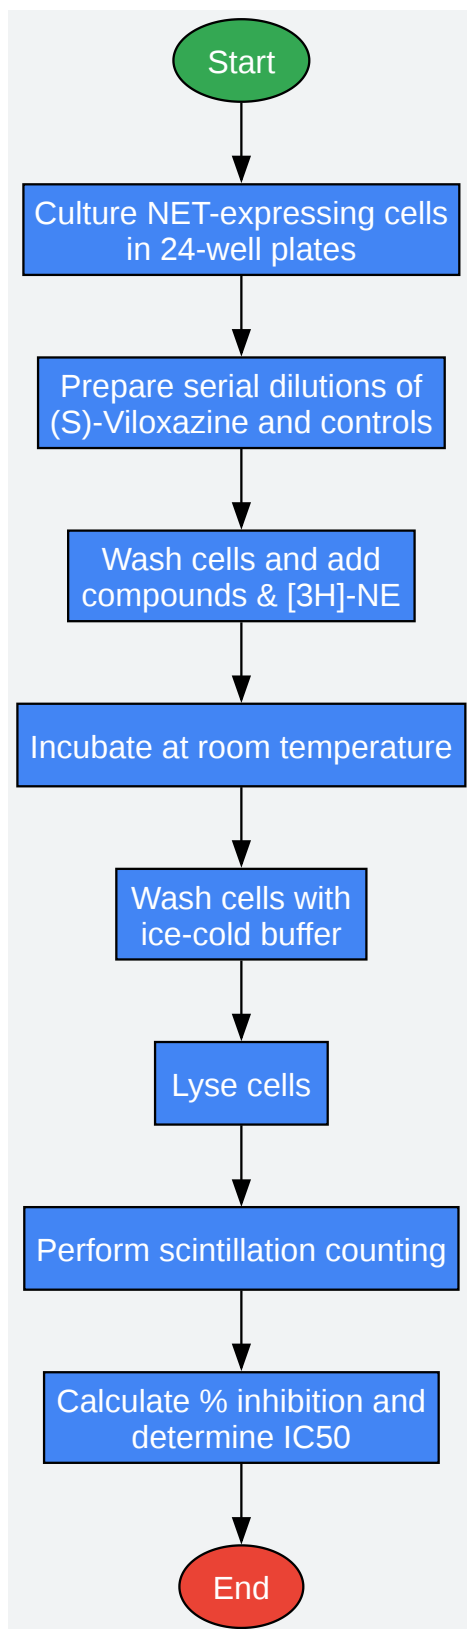 Start
Culture NET-expressing cells
in 24-well plates
Prepare serial dilutions of
(S)-Viloxazine and controls
Wash cells and add
compounds & [3H]-NE
Incubate at room temperature
Wash cells with
ice-cold buffer
Lyse cells
Perform scintillation counting
Calculate % inhibition and
determine IC50
End